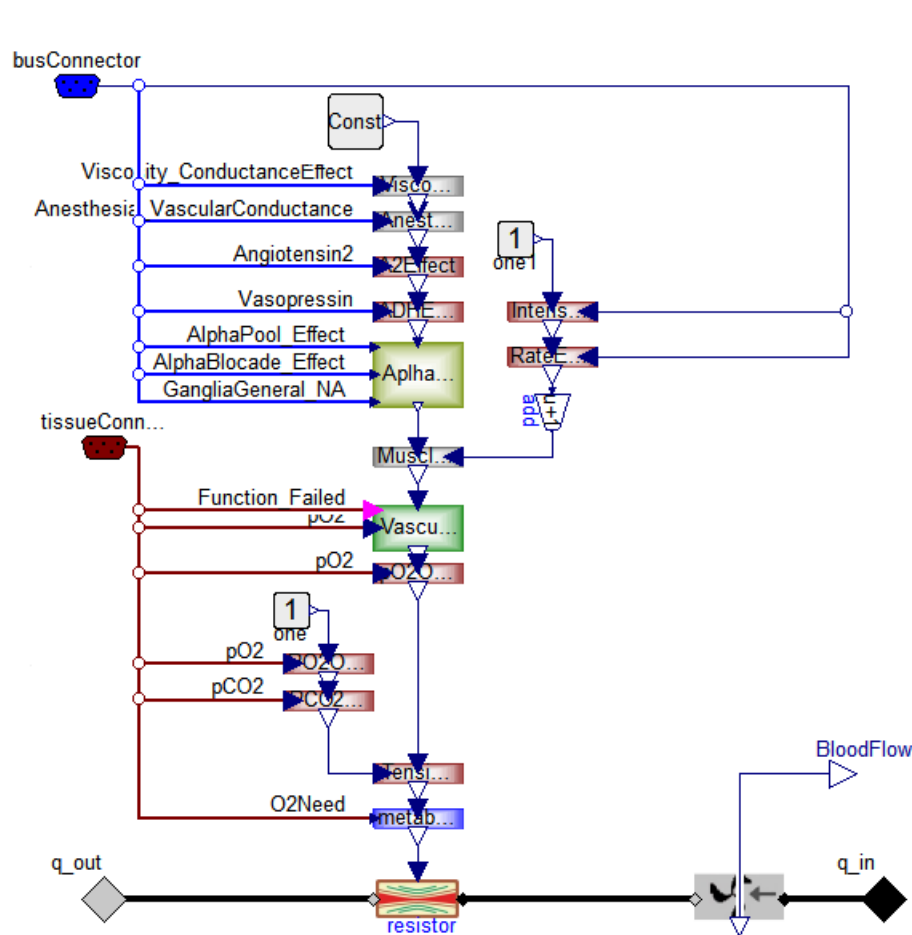 busConnector
Const
Viscosity_ConductanceEffect
Visco...
Anesthesia_VascularConductance
Anest...
1
one1
Angiotensin2
A2Effect
Vasopressin
ADHE...
Intens...
AlphaPool_Effect
RateE...
AlphaBlocade_Effect
Aplha...
GangliaGeneral_NA
u+1
add
tissueConn...
Muscl...
Function_Failed
pO2
Vascu...
pO2
pO2O...
1
one
pO2
PO2O...
pCO2
PCO2...
BloodFlow
Tensi...
O2Need
metab...
q_out
q_in
resistor